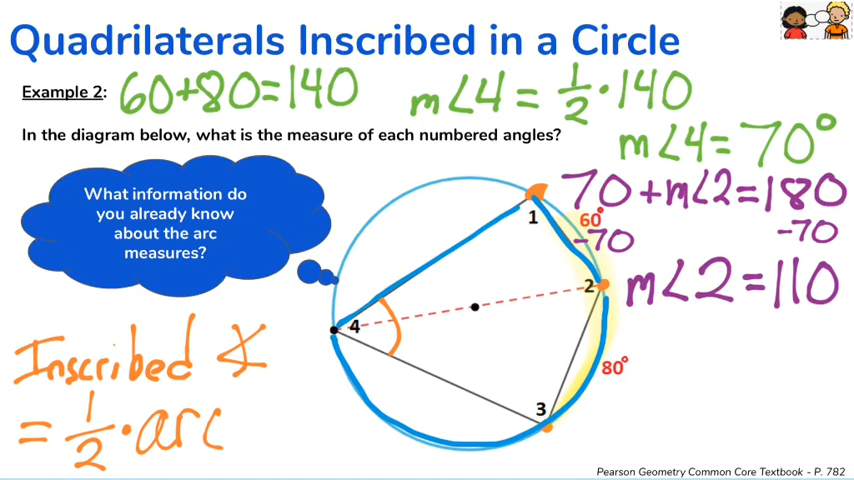 Quadrilaterals Inscribed in a Circle
Example 2: 60+80=140 m∠4 = 1/2 • 140
In the diagram below, what is the measure of each numbered angles?
m∠4 = 70°
What information do
you already know
about the arc
measures?
70 + m∠2 = 180
-70 -70
m∠2 = 110
1
60°
2
4
80°
3
Inscribed ∡
= 1/2 • arc
Pearson Geometry Common Core Textbook - P. 782